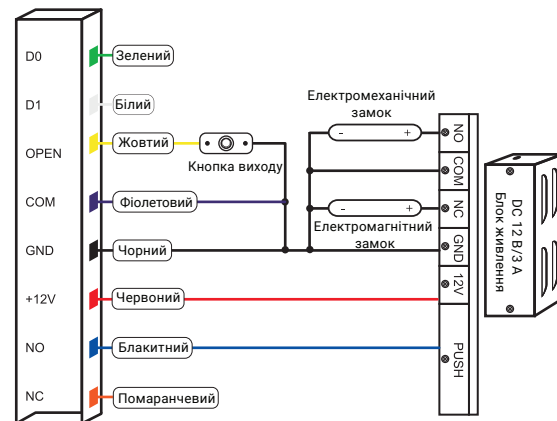 D0
Зелений
D1
Білий
OPEN
Жовтий
Кнопка виходу
COM
Фіолетовий
GND
Чорний
+12V
Червоний
NO
Блакитний
NC
Помаранчевий
Електромеханічний
замок
- +
- +
Електромагнітний
замок
NO
COM
NC
GND
12V
PUSH
DC 12 В/3 А
Блок живлення